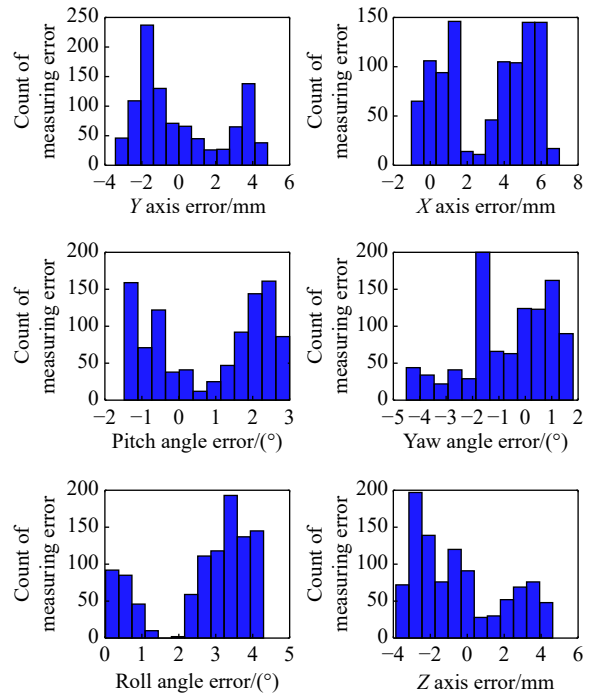 250
200
150
100
50
0
Count of
measuring error
−4 −2 0 2 4 6
Y axis error/mm
150
100
50
0
Count of
measuring error
−2 0 2 4 6 8
X axis error/mm
200
150
100
50
0
Count of
measuring error
−2 −1 0 1 2 3
Pitch angle error/(°)
200
150
100
50
0
Count of
measuring error
−5 −4 −3 −2 −1 0 1 2
Yaw angle error/(°)
200
150
100
50
0
Count of
measuring error
0 1 2 3 4 5
Roll angle error/(°)
200
150
100
50
0
Count of
measuring error
−4 −2 0 2 4 6
Z axis error/mm